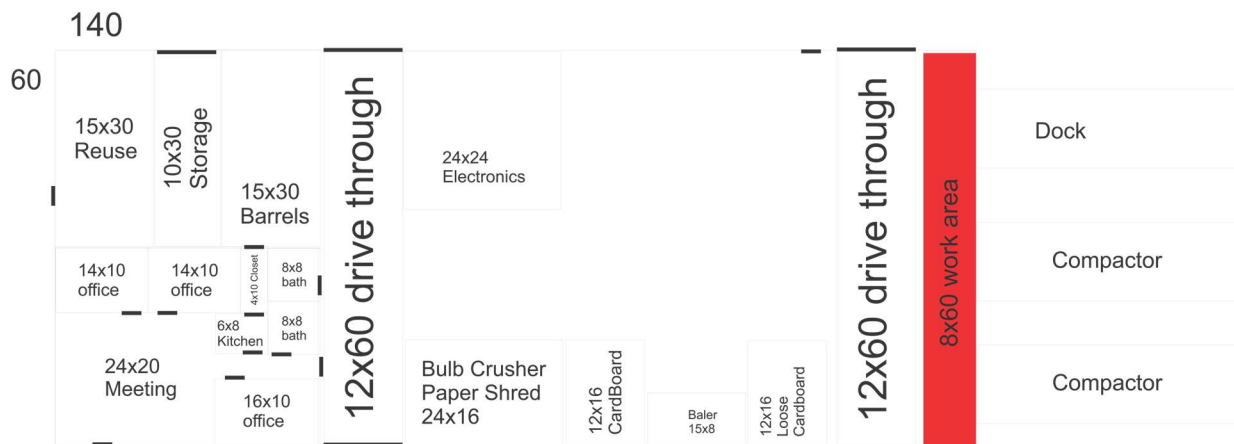 140
60
15x30
Reuse
10x30
Storage
15x30
Barrels
12x60 drive through
24x24
Electronics
12x60 drive through
8x60 work area
Dock
Compactor
Compactor
14x10
office
14x10
office
4x10 Closet
8x8
bath
6x8
Kitchen
8x8
bath
24x20
Meeting
16x10
office
Bulb Crusher
Paper Shred
24x16
12x16
CardBoard
Baler
15x8
12x16
Loose
Cardboard